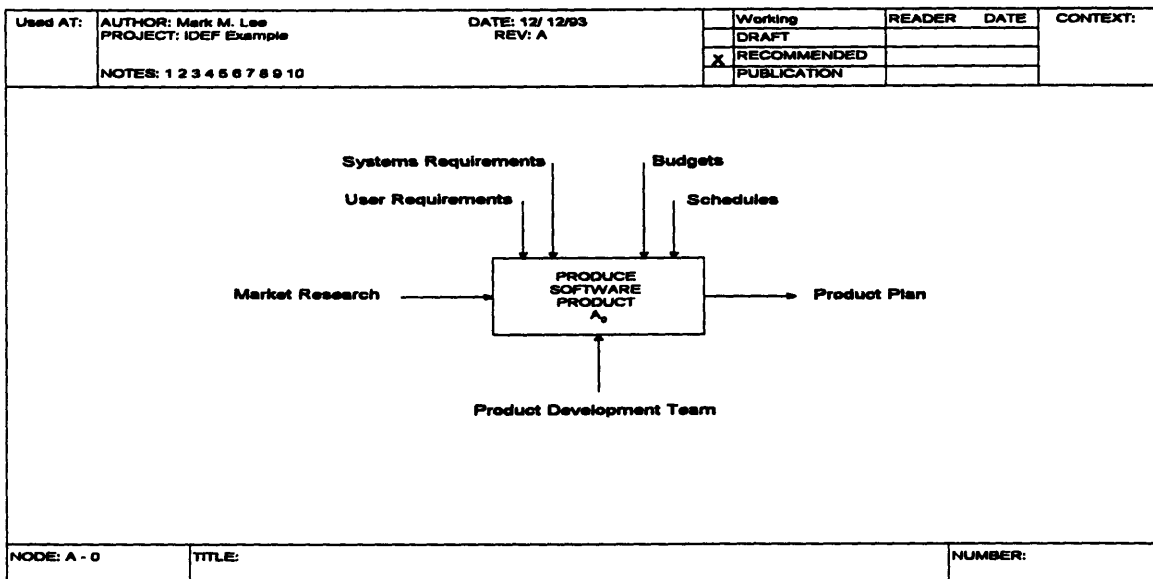 Used AT:
AUTHOR: Mark M. Lee
DATE: 12/ 12/93
PROJECT: IDEF Example
REV: A
NOTES: 1 2 3 4 5 6 7 8 9 10
Working
READER DATE
CONTEXT:
DRAFT
X RECOMMENDED
PUBLICATION
Systems Requirements
Budgets
User Requirements
Schedules
PRODUCE
SOFTWARE
PRODUCT
A₀
Market Research
Product Plan
Product Development Team
NODE: A - 0
TITLE:
NUMBER: